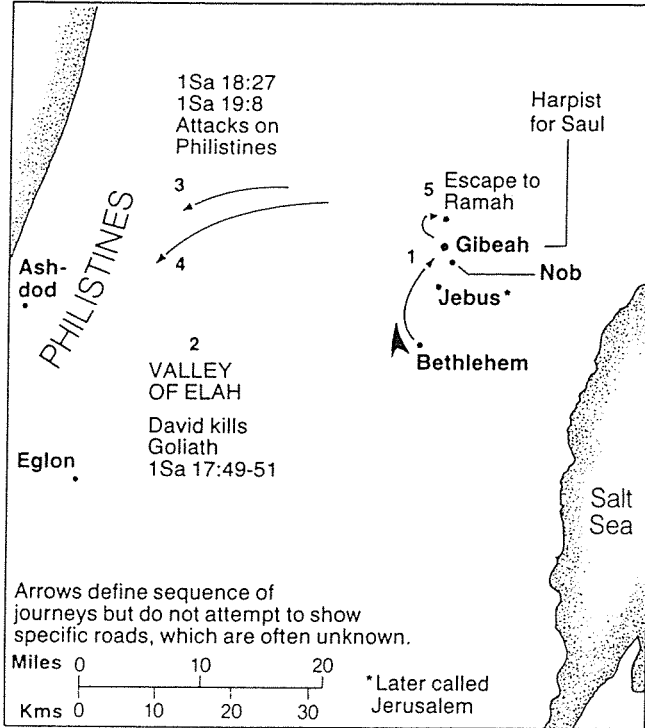 1Sa 18:27
1Sa 19:8
Attacks on
Philistines
Harpist
for Saul
3
4
5 Escape to
Ramah
Gibeah
1
Nob
Jebus*
Bethlehem
Ash-
dod
PHILISTINES
2
VALLEY
OF ELAH
David kills
Goliath
1Sa 17:49-51
Eglon
Salt
Sea
Arrows define sequence of
journeys but do not attempt to show
specific roads, which are often unknown.
Miles 0 10 20
Kms 0 10 20 30
*Later called
Jerusalem